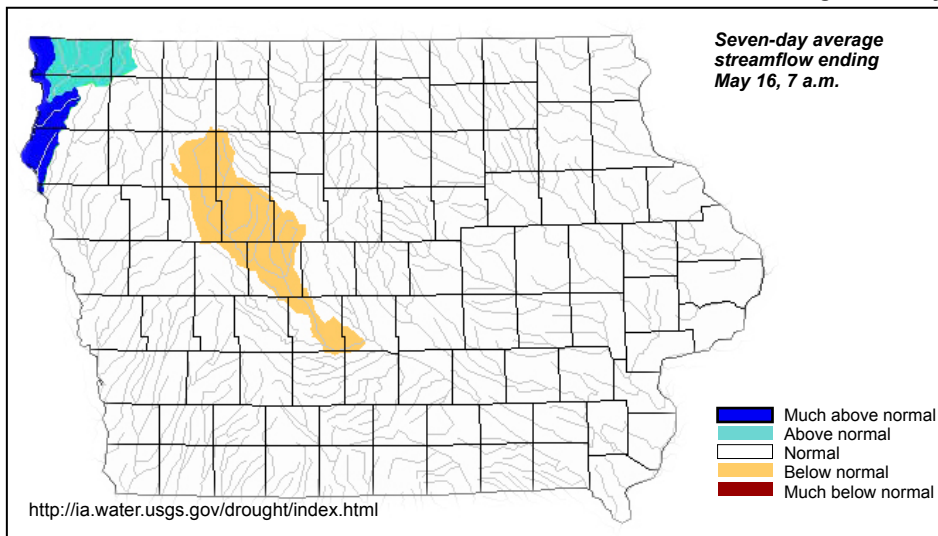 Seven-day average
streamflow ending
May 16, 7 a.m.
Much above normal
Above normal
Normal
Below normal
Much below normal
http://ia.water.usgs.gov/drought/index.html